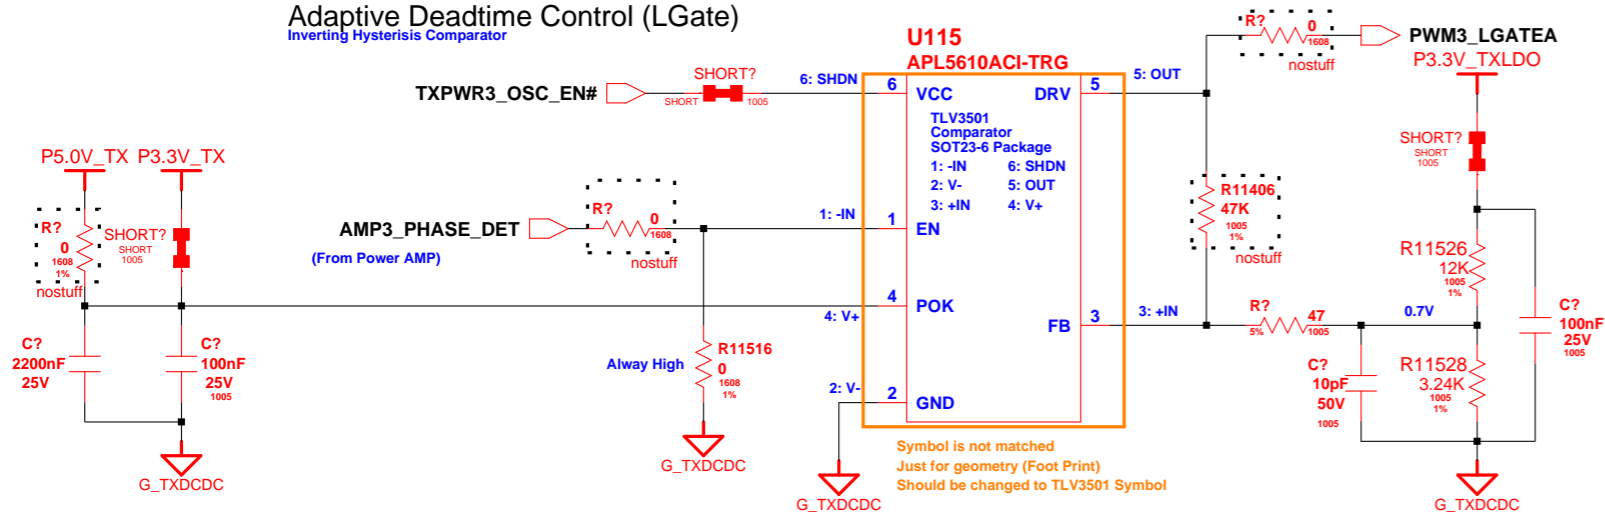 Adaptive Deadtime Control (LGate)
Inverting Hysterisis Comparator
U115
APL5610ACI-TRG
R?
0
1608
nostuff
PWM3_LGATEA
P3.3V_TXLDO
TXPWR3_OSC_EN#
SHORT?
SHORT
1005
6: SHDN
6
VCC
DRV
5
5: OUT
TLV3501
Comparator
SOT23-6 Package
1: -IN 6: SHDN
2: V- 5: OUT
3: +IN 4: V+
SHORT?
SHORT
1005
P5.0V_TX
P3.3V_TX
R?
0
1608
1%
nostuff
SHORT?
SHORT
1005
AMP3_PHASE_DET
(From Power AMP)
R?
0
1608
nostuff
1: -IN
1
EN
R11406
47K
1005
1%
nostuff
R11526
12K
1005
1%
4
4: V+
POK
FB
3
3: +IN
R?
5%
47
1005
0.7V
C?
100nF
25V
1005
C?
2200nF
25V
C?
100nF
25V
1005
Alway High
R11516
0
1608
1%
C?
10pF
50V
1005
R11528
3.24K
1005
1%
2: V-
2
GND
G_TXDCDC
G_TXDCDC
G_TXDCDC
G_TXDCDC
Symbol is not matched
Just for geometry (Foot Print)
Should be changed to TLV3501 Symbol